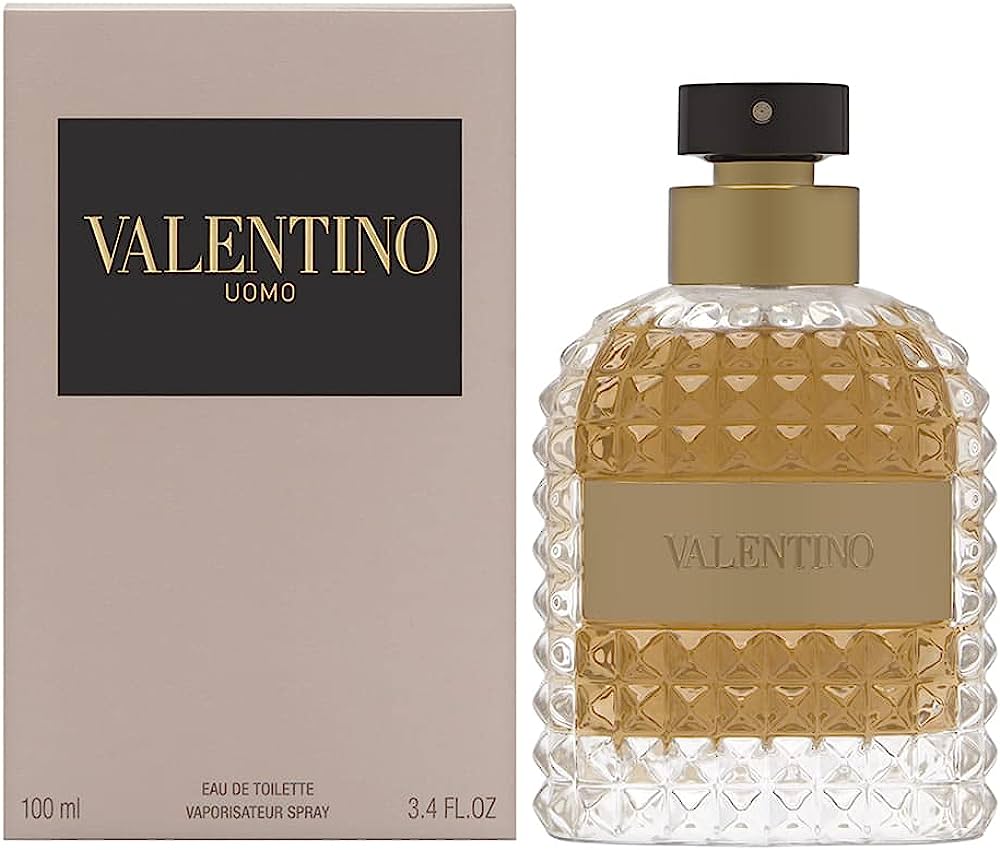 VALENTINO
UOMO
EAU DE TOILETTE
100 ml
VAPORISATEUR SPRAY
3.4 FL.OZ
VALENTINO